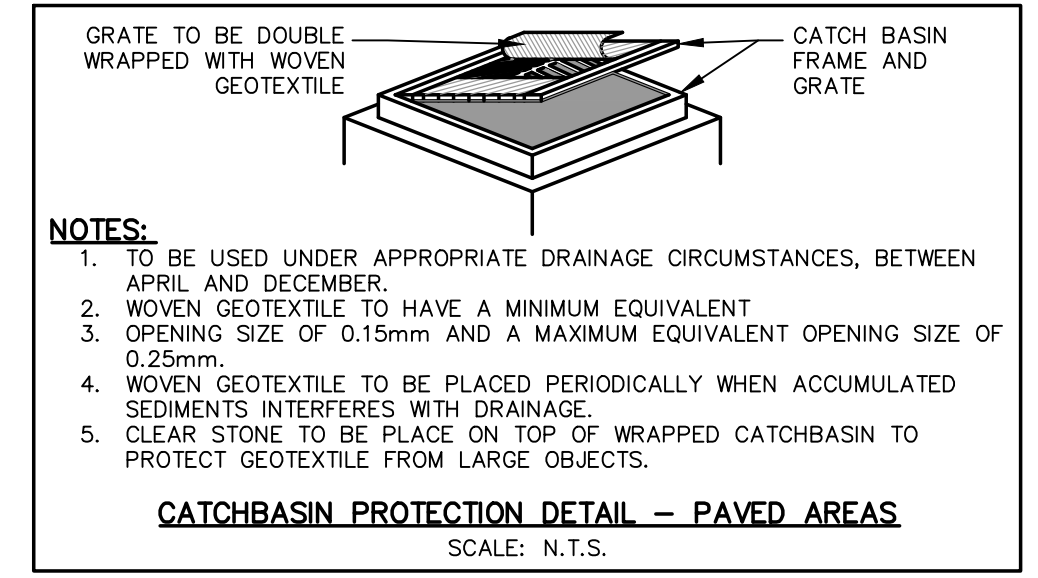 GRATE TO BE DOUBLE
WRAPPED WITH WOVEN
GEOTEXTILE
CATCH BASIN
FRAME AND
GRATE
NOTES:
1. TO BE USED UNDER APPROPRIATE DRAINAGE CIRCUMSTANCES, BETWEEN
APRIL AND DECEMBER.
2. WOVEN GEOTEXTILE TO HAVE A MINIMUM EQUIVALENT
3. OPENING SIZE OF 0.15mm AND A MAXIMUM EQUIVALENT OPENING SIZE OF
0.25mm.
4. WOVEN GEOTEXTILE TO BE PLACED PERIODICALLY WHEN ACCUMULATED
SEDIMENTS INTERFERES WITH DRAINAGE.
5. CLEAR STONE TO BE PLACE ON TOP OF WRAPPED CATCHBASIN TO
PROTECT GEOTEXTILE FROM LARGE OBJECTS.
CATCHBASIN PROTECTION DETAIL – PAVED AREAS
SCALE: N.T.S.